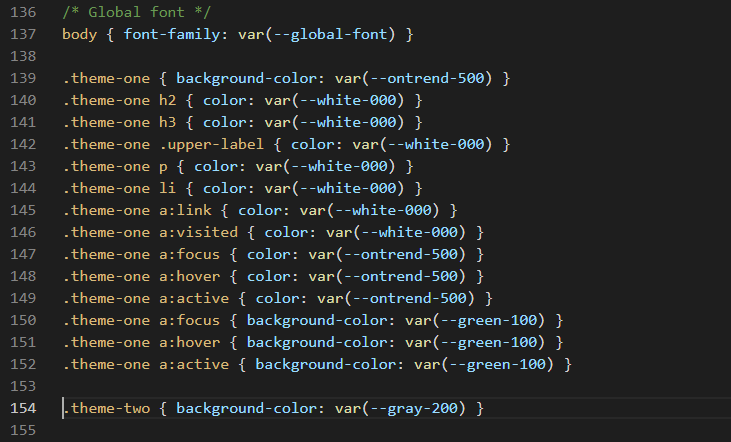 136 /* Global font */
137 body { font-family: var(--global-font) }
138
139 .theme-one { background-color: var(--ontrend-500) }
140 .theme-one h2 { color: var(--white-000) }
141 .theme-one h3 { color: var(--white-000) }
142 .theme-one .upper-label { color: var(--white-000) }
143 .theme-one p { color: var(--white-000) }
144 .theme-one li { color: var(--white-000) }
145 .theme-one a:link { color: var(--white-000) }
146 .theme-one a:visited { color: var(--white-000) }
147 .theme-one a:focus { color: var(--ontrend-500) }
148 .theme-one a:hover { color: var(--ontrend-500) }
149 .theme-one a:active { color: var(--ontrend-500) }
150 .theme-one a:focus { background-color: var(--green-100) }
151 .theme-one a:hover { background-color: var(--green-100) }
152 .theme-one a:active { background-color: var(--green-100) }
153
154 .theme-two { background-color: var(--gray-200) }
155